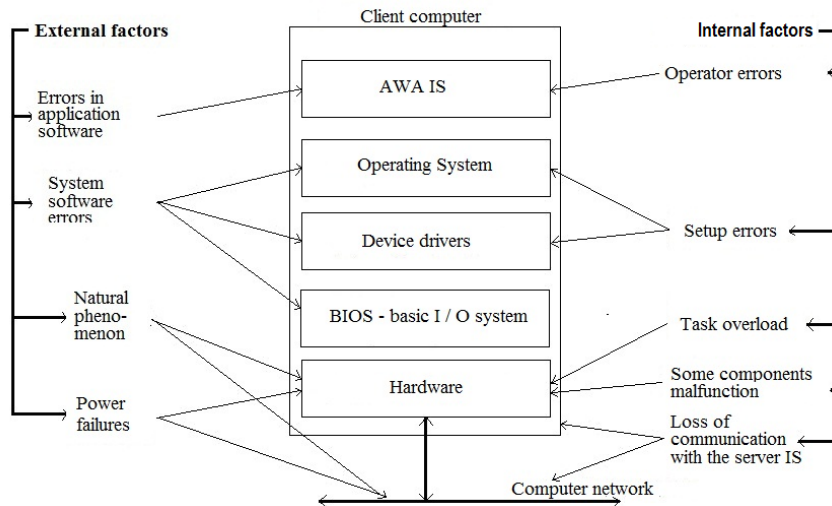 Client computer
External factors
Errors in
application
software
System
software
errors
Natural
pheno-
menon
Power
failures
AWA IS
Operating System
Device drivers
BIOS - basic I / O system
Hardware
Internal factors
Operator errors
Setup errors
Task overload
Some components
malfunction
Loss of
communication
with the server IS
Computer network